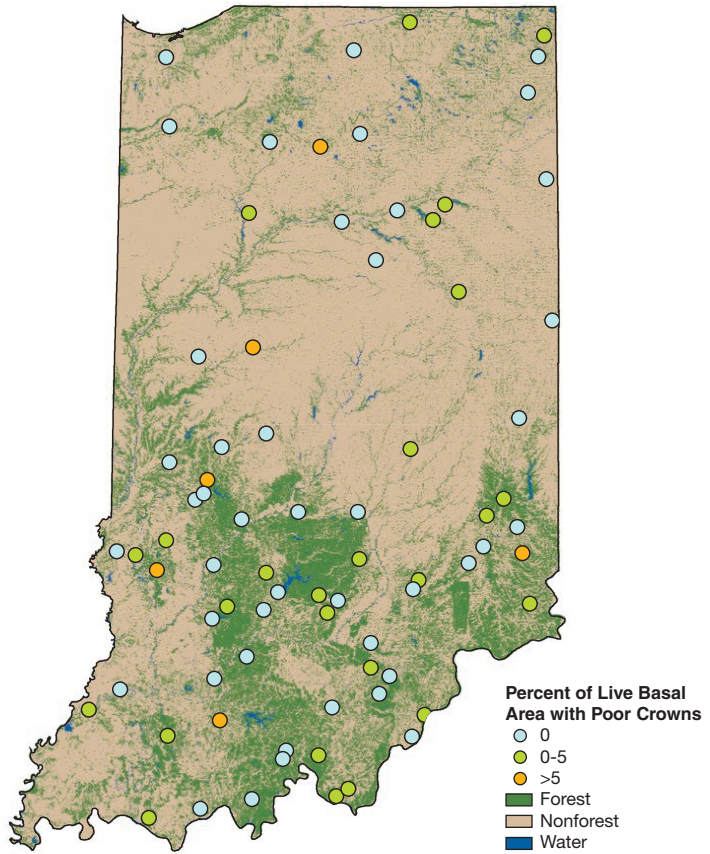 Percent of Live Basal
Area with Poor Crowns
0
0-5
>5
Forest
Nonforest
Water